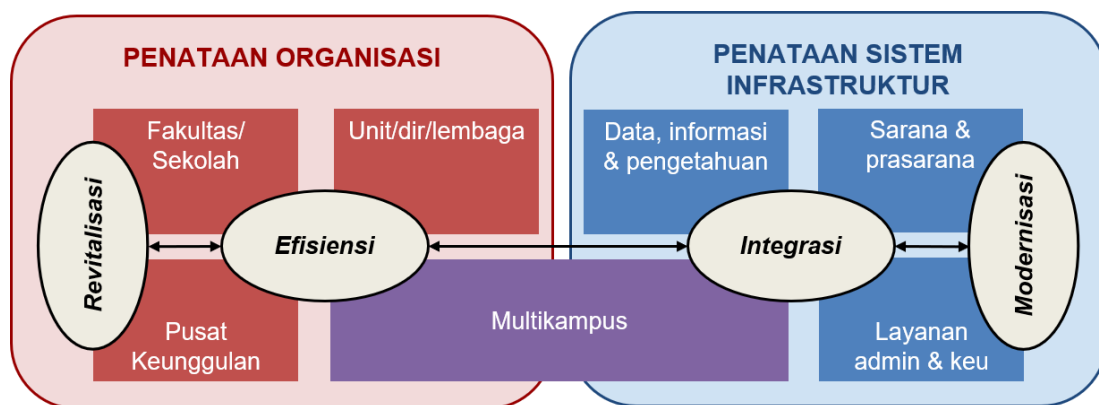 PENATAAN ORGANISASI
PENATAAN SISTEM
INFRASTRUKTUR
Fakultas/
Sekolah
Unit/dir/lembaga
Data, informasi
& pengetahuan
Sarana &
prasarana
Revitalisasi
Efisiensi
Integrasi
Modernisasi
Pusat
Keunggulan
Multikampus
Layanan
admin & keu